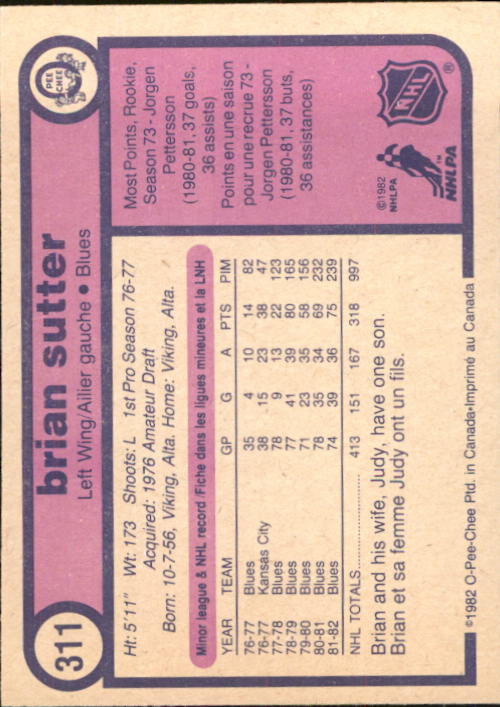 311
brian sutter
Left Wing/Ailier gauche • Blues
O PEE CHEE
Ht: 5'11" Wt: 173 Shoots: L 1st Pro Season 76-77
Acquired: 1976 Amateur Draft
Born: 10-7-56, Viking, Alta. Home: Viking, Alta.
Minor league & NHL record/Fiche dans les ligues mineures et la LNH
YEAR TEAM GP G A PTS PIM
76-77 Blues 35 4 10 14 82
76-77 Kansas City 38 15 23 38 47
77-78 Blues 78 9 13 22 123
78-79 Blues 77 41 39 80 165
79-80 Blues 71 23 35 58 156
80-81 Blues 78 35 34 69 232
81-82 Blues 74 39 36 75 239
NHL TOTALS 413 151 167 318 997
Brian and his wife, Judy, have one son.
Brian et sa femme Judy ont un fils.
Most Points, Rookie,
Season 73 - Jorgen
Pettersson
(1980-81, 37 goals,
36 assists)
Points en une saison
pour une recrue 73 -
Jorgen Pettersson
(1980-81, 37 buts,
36 assistances)
©1982
NHLPA
NHLPA™
NHL ®
©1982 O-Pee-Chee Ptd. in Canada-Imprimé au Canada